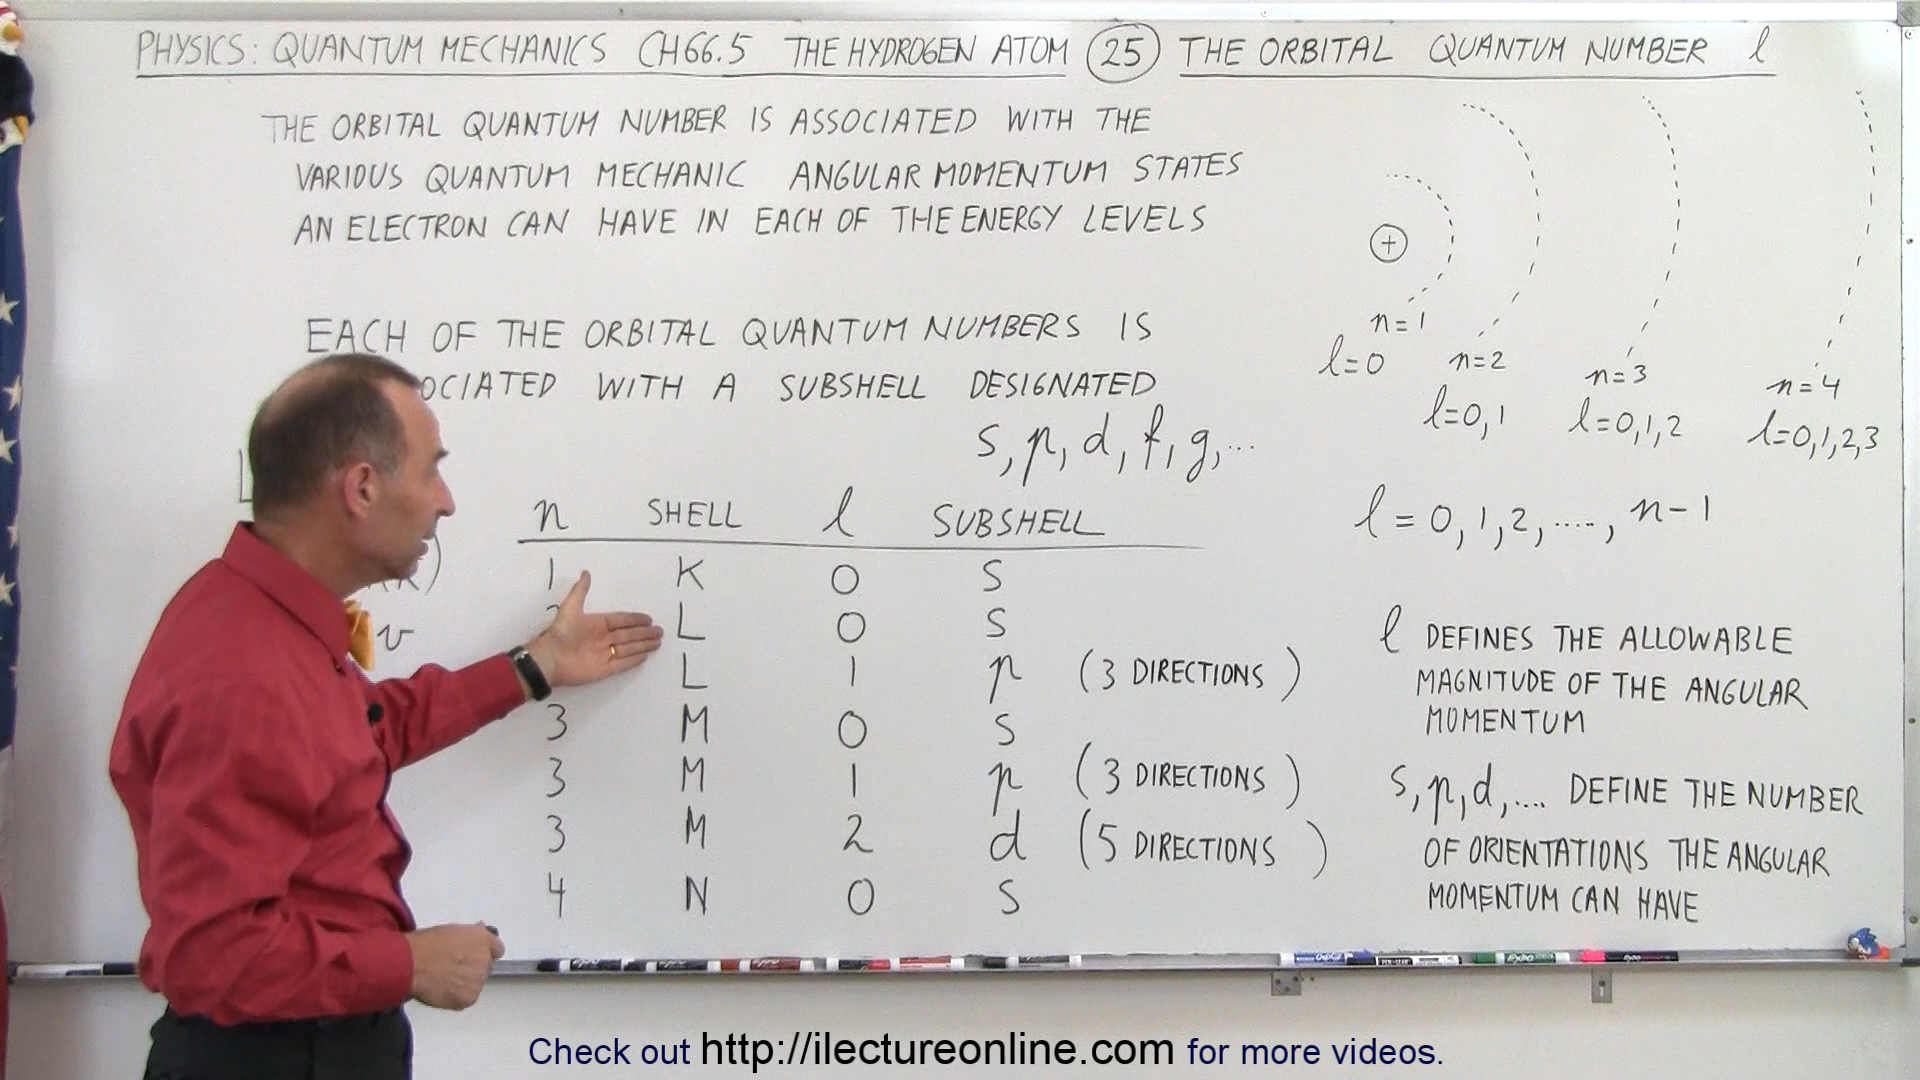 PHYSICS: QUANTUM MECHANICS CH 66.5 THE HYDROGEN ATOM 25 THE ORBITAL QUANTUM NUMBER l
THE ORBITAL QUANTUM NUMBER IS ASSOCIATED WITH THE
VARIOUS QUANTUM MECHANIC ANGULAR MOMENTUM STATES
AN ELECTRON CAN HAVE IN EACH OF THE ENERGY LEVELS
EACH OF THE ORBITAL QUANTUM NUMBERS IS
OCIATED WITH A SUBSHELL DESIGNATED
s, p, d, f, g, ...
n SHELL l SUBSHELL
1 K 0 s
L 0 s
L 1 p (3 DIRECTIONS)
3 M 0 s
3 M 1 p (3 DIRECTIONS)
3 M 2 d (5 DIRECTIONS)
4 N 0 s
v
+
n=1
l=0
n=2
l=0,1
n=3
l=0,1,2
n=4
l=0,1,2,3
l = 0, 1, 2, ....., n-1
l DEFINES THE ALLOWABLE
MAGNITUDE OF THE ANGULAR
MOMENTUM
s, p, d, .... DEFINE THE NUMBER
OF ORIENTATIONS THE ANGULAR
MOMENTUM CAN HAVE
EXPO
Check out http://ilectureonline.com for more videos.